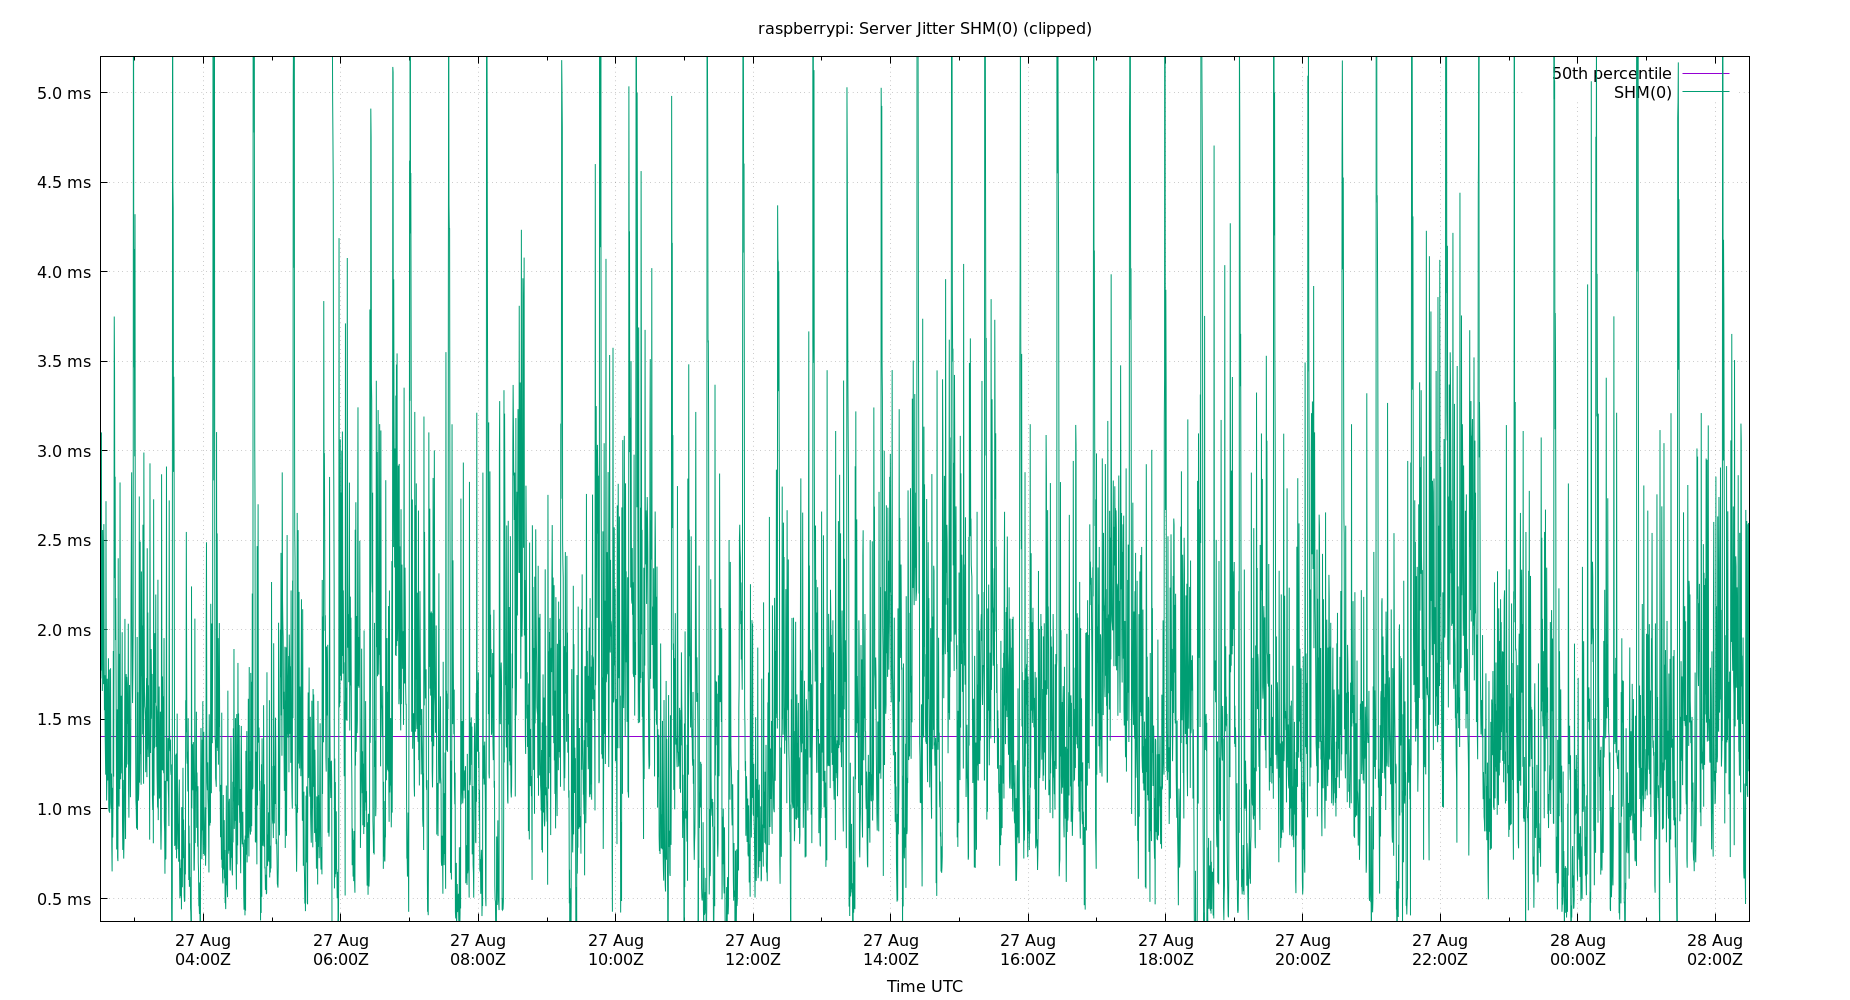 raspberrypi: Server Jitter SHM(0) (clipped)
50th percentile
SHM(0)
5.0 ms
4.5 ms
4.0 ms
3.5 ms
3.0 ms
2.5 ms
2.0 ms
1.5 ms
1.0 ms
0.5 ms
27 Aug 27 Aug 27 Aug 27 Aug 27 Aug 27 Aug 27 Aug 27 Aug 27 Aug 27 Aug 28 Aug 28 Aug
04:00Z 06:00Z 08:00Z 10:00Z 12:00Z 14:00Z 16:00Z 18:00Z 20:00Z 22:00Z 00:00Z 02:00Z
Time UTC